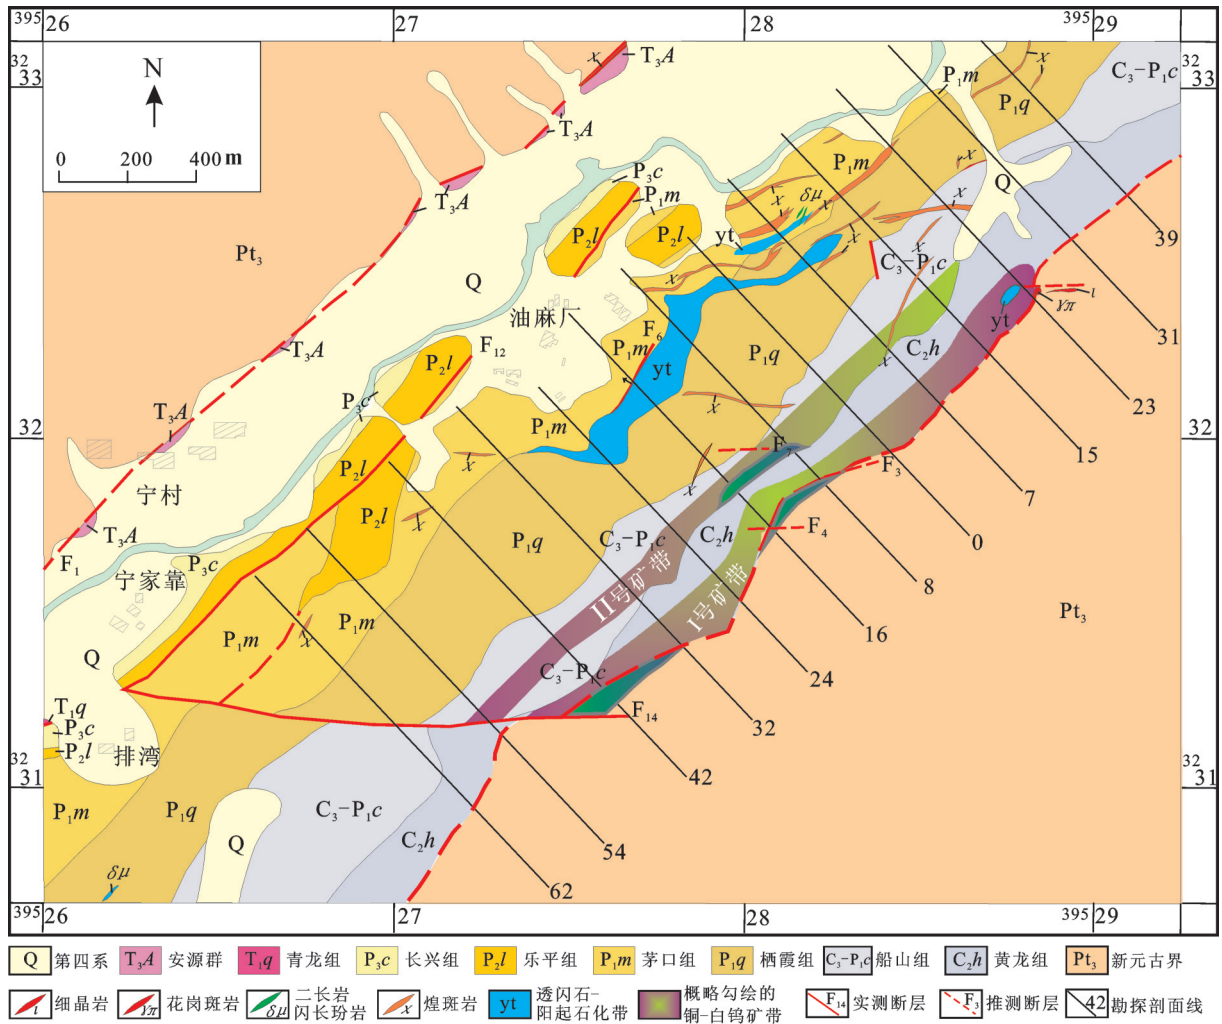 395 26
27
28
395 29
32 33
32
32 31
32 33
32
32 31
395 26
27
28
395 29
N
0 200 400 m
x
T₃A
T₃A
T₃A
T₃A
T₃A
T₃A
Pt₃
Q
P₃c
P₁m
P₂l
P₂l
P₁m
P₁q
C₃–P₁c
x
x
P₁m
δμ
x
x
x
x
x
x
yt
x
Q
C₃–P₁c
39
油麻厂
F₆
P₁m
yt
P₁q
C₂h
yt
γπ
ι
31
F₁₂
P₂l
P₃c
P₁m
x
x
23
宁村
P₂l
x
x
F₇
F₃
15
P₂l
x
7
F₁
宁家靠
P₃c
P₁q
C₃–P₁c
C₂h
F₄
0
II号矿带
I号矿带
8
Pt₃
16
P₁m
P₁m
x
Q
C₃–P₁c
24
F₁₄
32
T₁q
P₃c
P₂l
排湾
42
P₁m
P₁q
C₃–P₁c
C₂h
Q
54
δμ
62
Q 第四系
T₃A 安源群
T₁q 青龙组
P₃c 长兴组
P₂l 乐平组
P₁m 茅口组
P₁q 栖霞组
C₃–P₁c 船山组
C₂h 黄龙组
Pt₃ 新元古界
ι 细晶岩
γπ 花岗斑岩
δμ 二长岩 闪长玢岩
x 煌斑岩
yt 透闪石–阳起石化带
概略勾绘的铜–白钨矿带
F₁₄ 实测断层
F₃ 推测断层
42 勘探剖面线